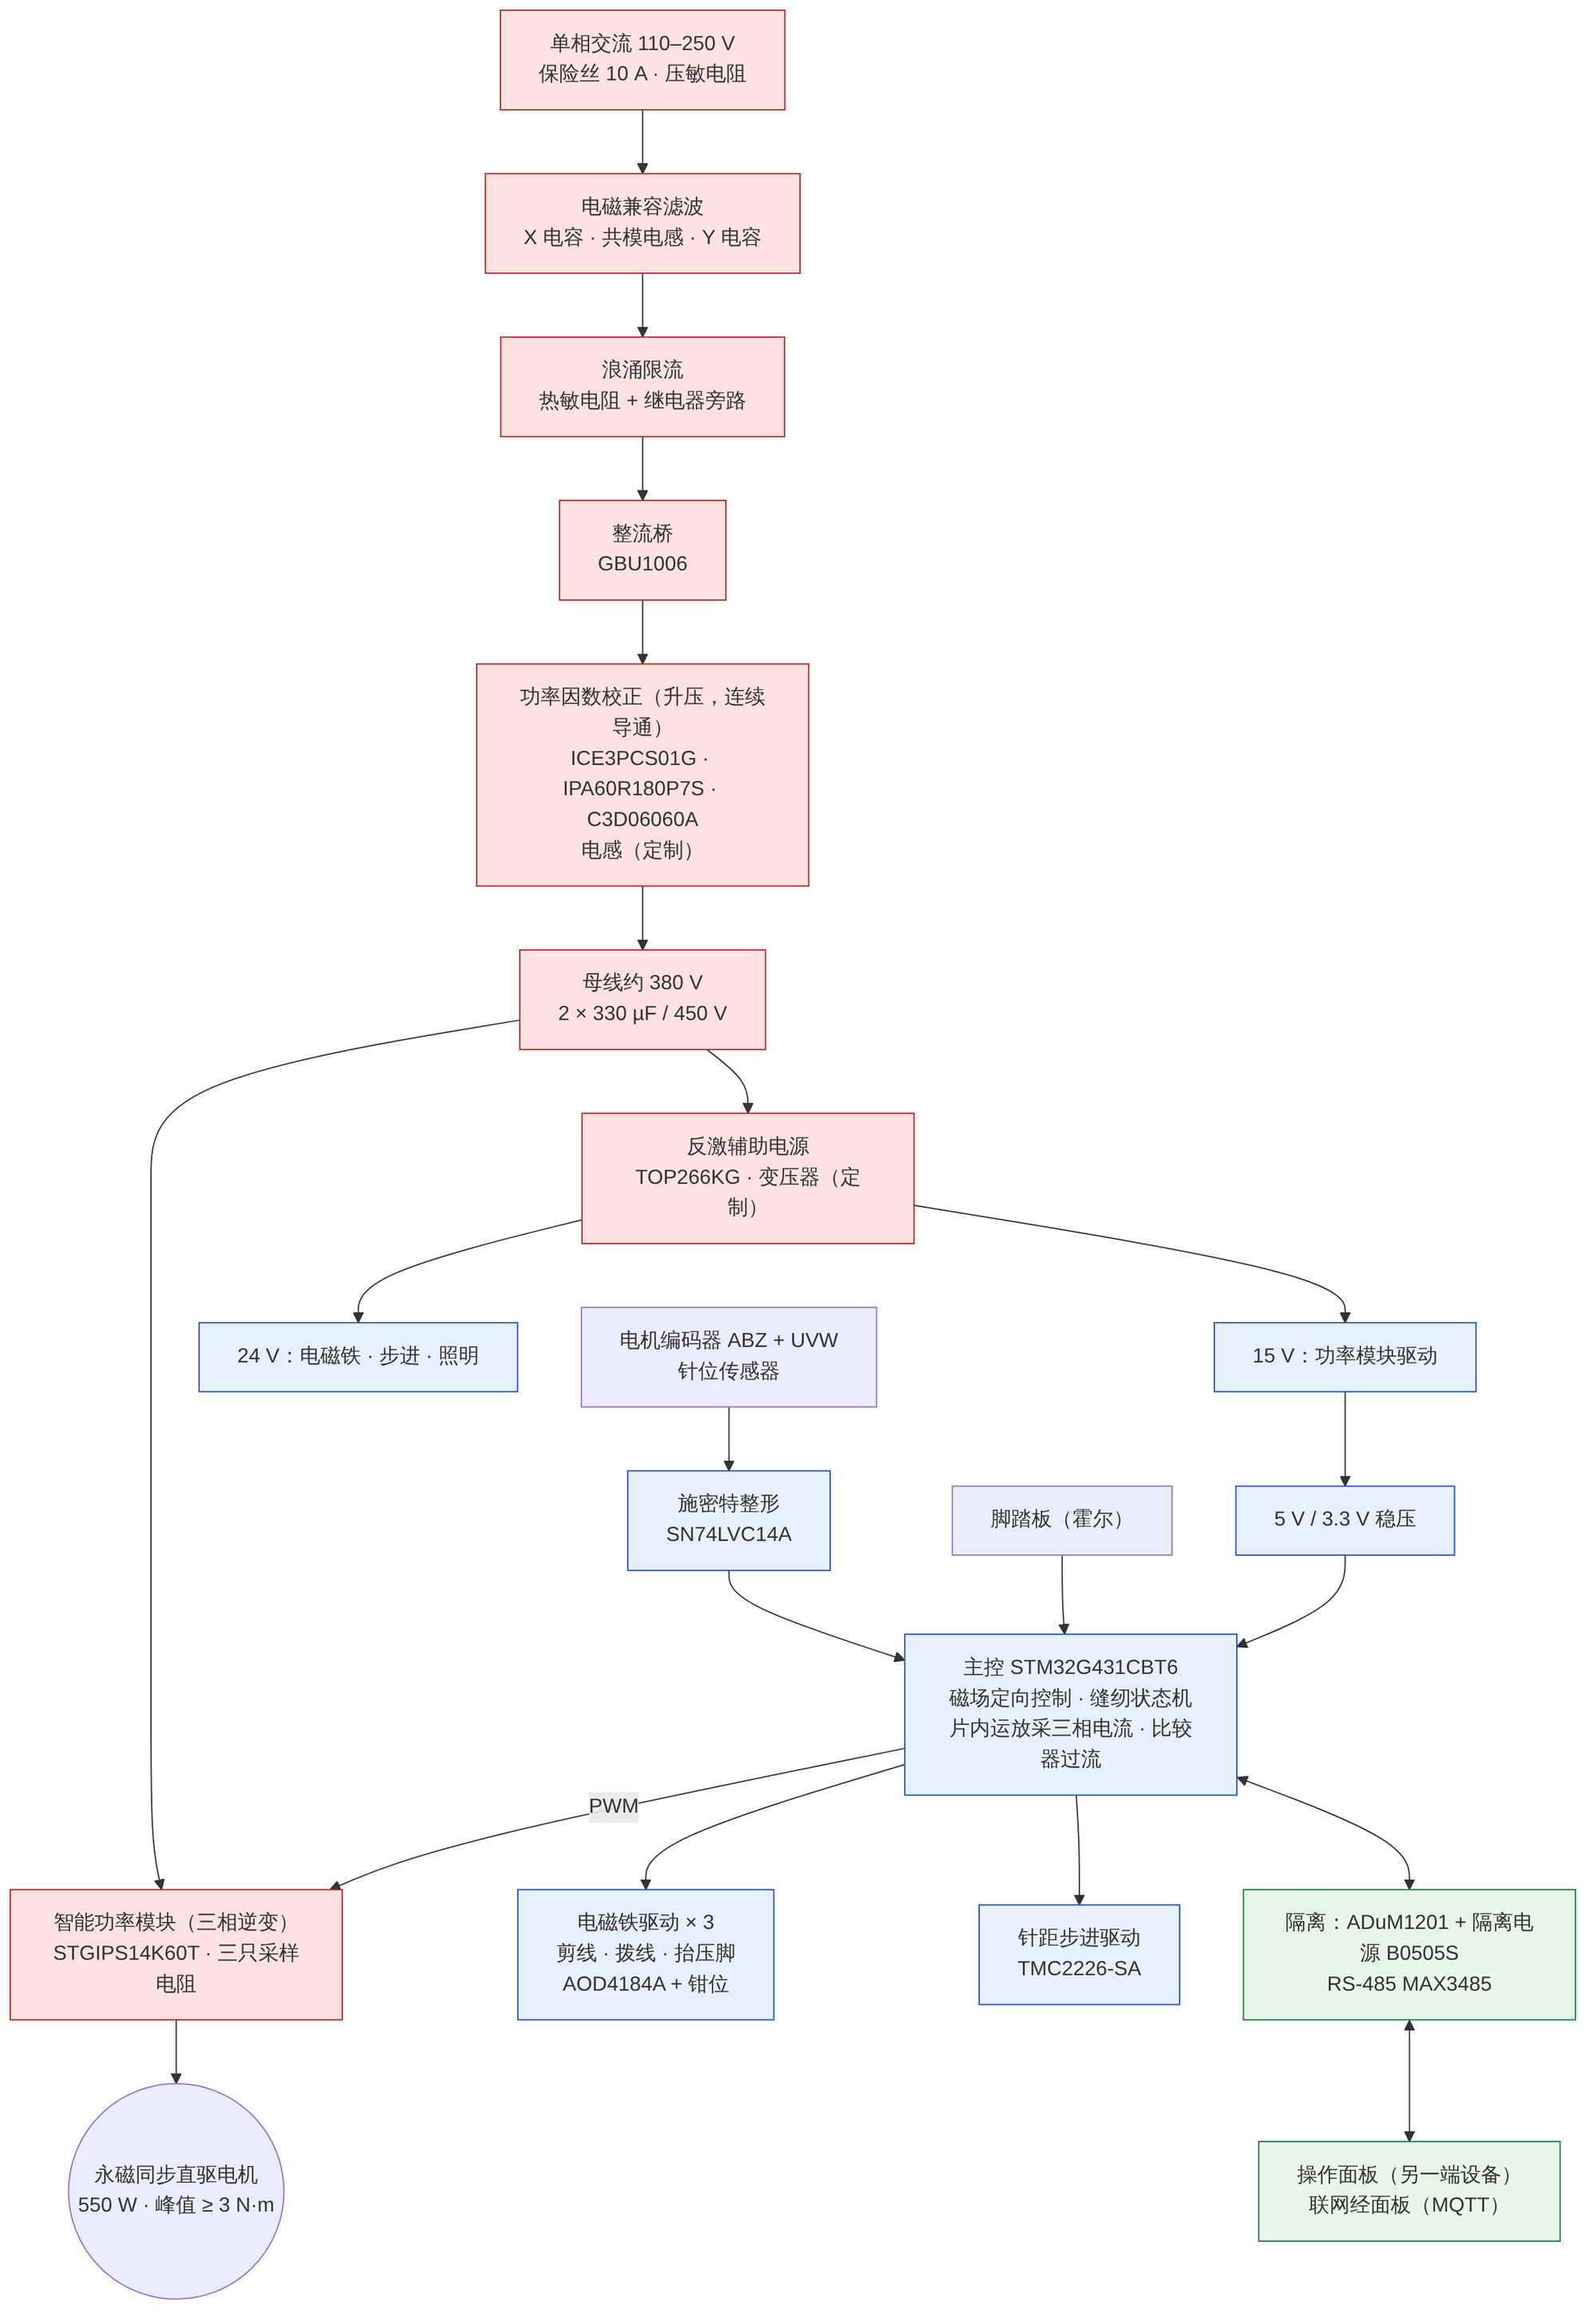 单相交流 110–250 V
保险丝 10 A · 压敏电阻
电磁兼容滤波
X 电容 · 共模电感 · Y 电容
浪涌限流
热敏电阻 + 继电器旁路
整流桥
GBU1006
功率因数校正（升压，连续
导通）
ICE3PCS01G ·
IPA60R180P7S ·
C3D06060A
电感（定制）
母线约 380 V
2 × 330 µF / 450 V
反激辅助电源
TOP266KG · 变压器（定
制）
24 V：电磁铁 · 步进 · 照明
电机编码器 ABZ + UVW
针位传感器
15 V：功率模块驱动
施密特整形
SN74LVC14A
脚踏板（霍尔）
5 V / 3.3 V 稳压
主控 STM32G431CBT6
磁场定向控制 · 缝纫状态机
片内运放采三相电流 · 比较
器过流
PWM
智能功率模块（三相逆变）
STGIPS14K60T · 三只采样
电阻
电磁铁驱动 × 3
剪线 · 拨线 · 抬压脚
AOD4184A + 钳位
针距步进驱动
TMC2226-SA
隔离：ADuM1201 + 隔离电
源 B0505S
RS-485 MAX3485
永磁同步直驱电机
550 W · 峰值 ≥ 3 N·m
操作面板（另一端设备）
联网经面板（MQTT）